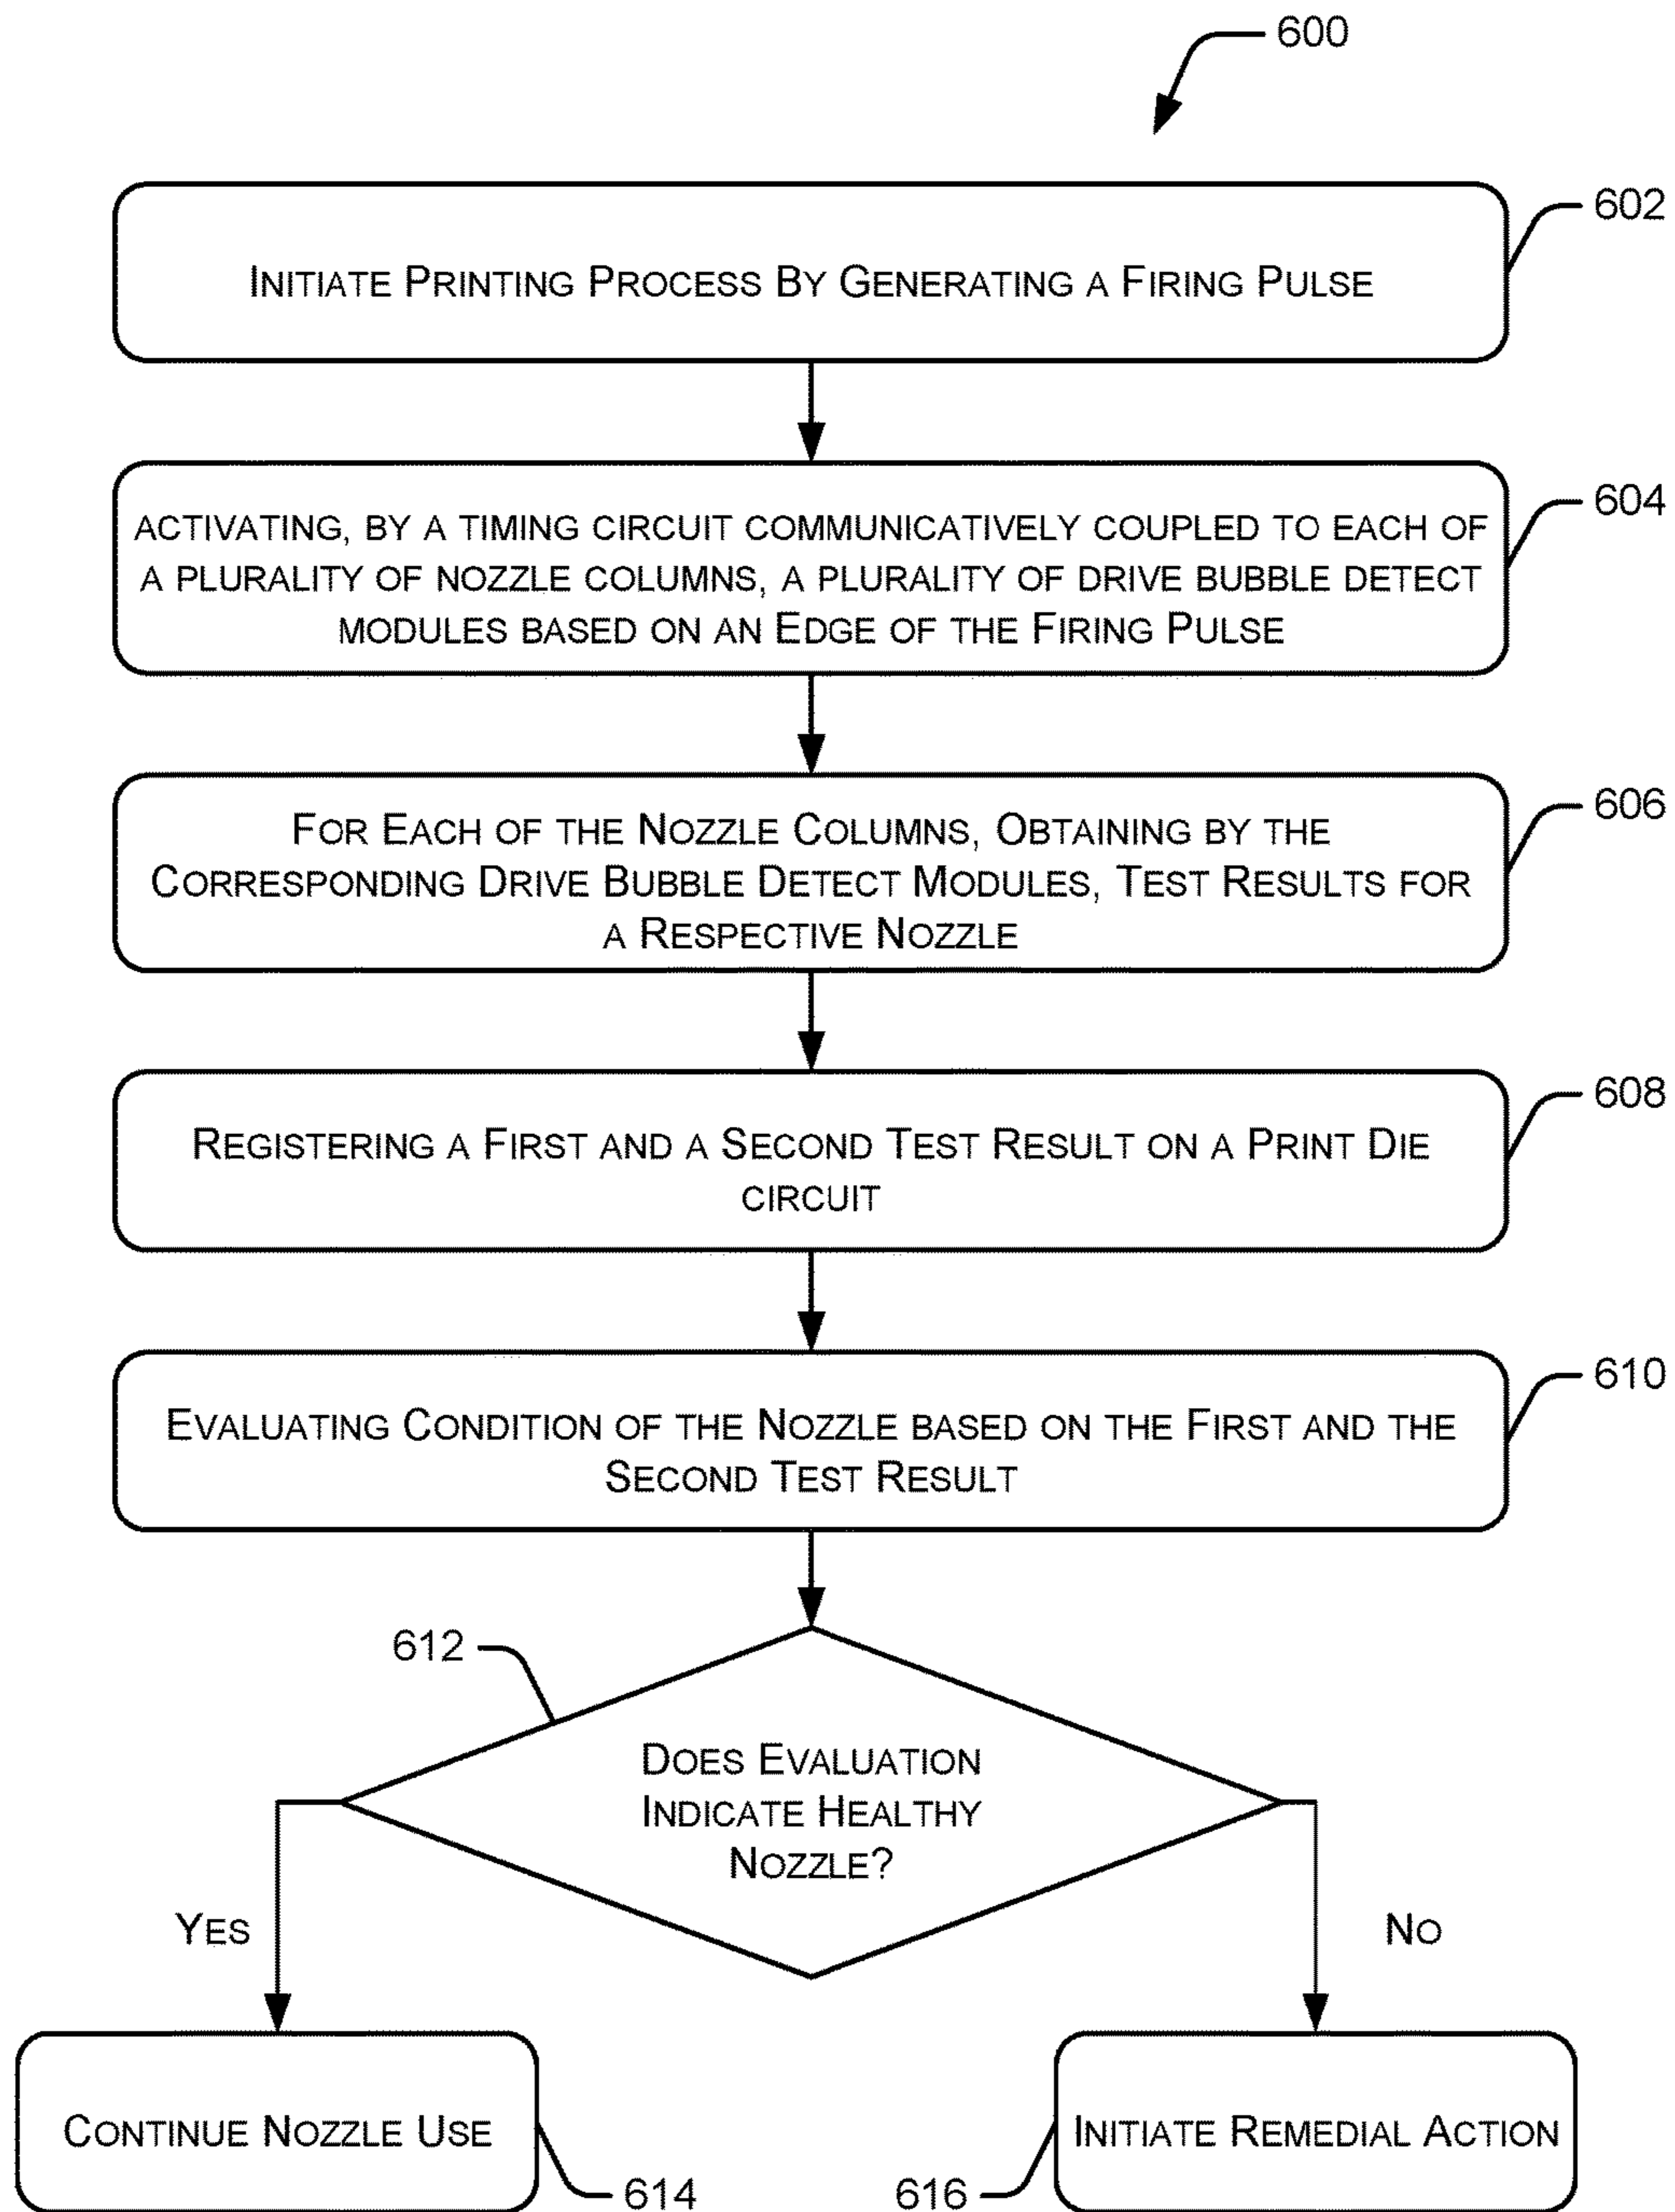 600
602
INITIATE PRINTING PROCESS BY GENERATING A FIRING PULSE
604
ACTIVATING, BY A TIMING CIRCUIT COMMUNICATIVELY COUPLED TO EACH OF
A PLURALITY OF NOZZLE COLUMNS, A PLURALITY OF DRIVE BUBBLE DETECT
MODULES BASED ON AN EDGE OF THE FIRING PULSE
606
FOR EACH OF THE NOZZLE COLUMNS, OBTAINING BY THE
CORRESPONDING DRIVE BUBBLE DETECT MODULES, TEST RESULTS FOR
A RESPECTIVE NOZZLE
608
REGISTERING A FIRST AND A SECOND TEST RESULT ON A PRINT DIE
CIRCUIT
610
EVALUATING CONDITION OF THE NOZZLE BASED ON THE FIRST AND THE
SECOND TEST RESULT
612
DOES EVALUATION
INDICATE HEALTHY
NOZZLE?
YES
NO
CONTINUE NOZZLE USE
INITIATE REMEDIAL ACTION
614
616